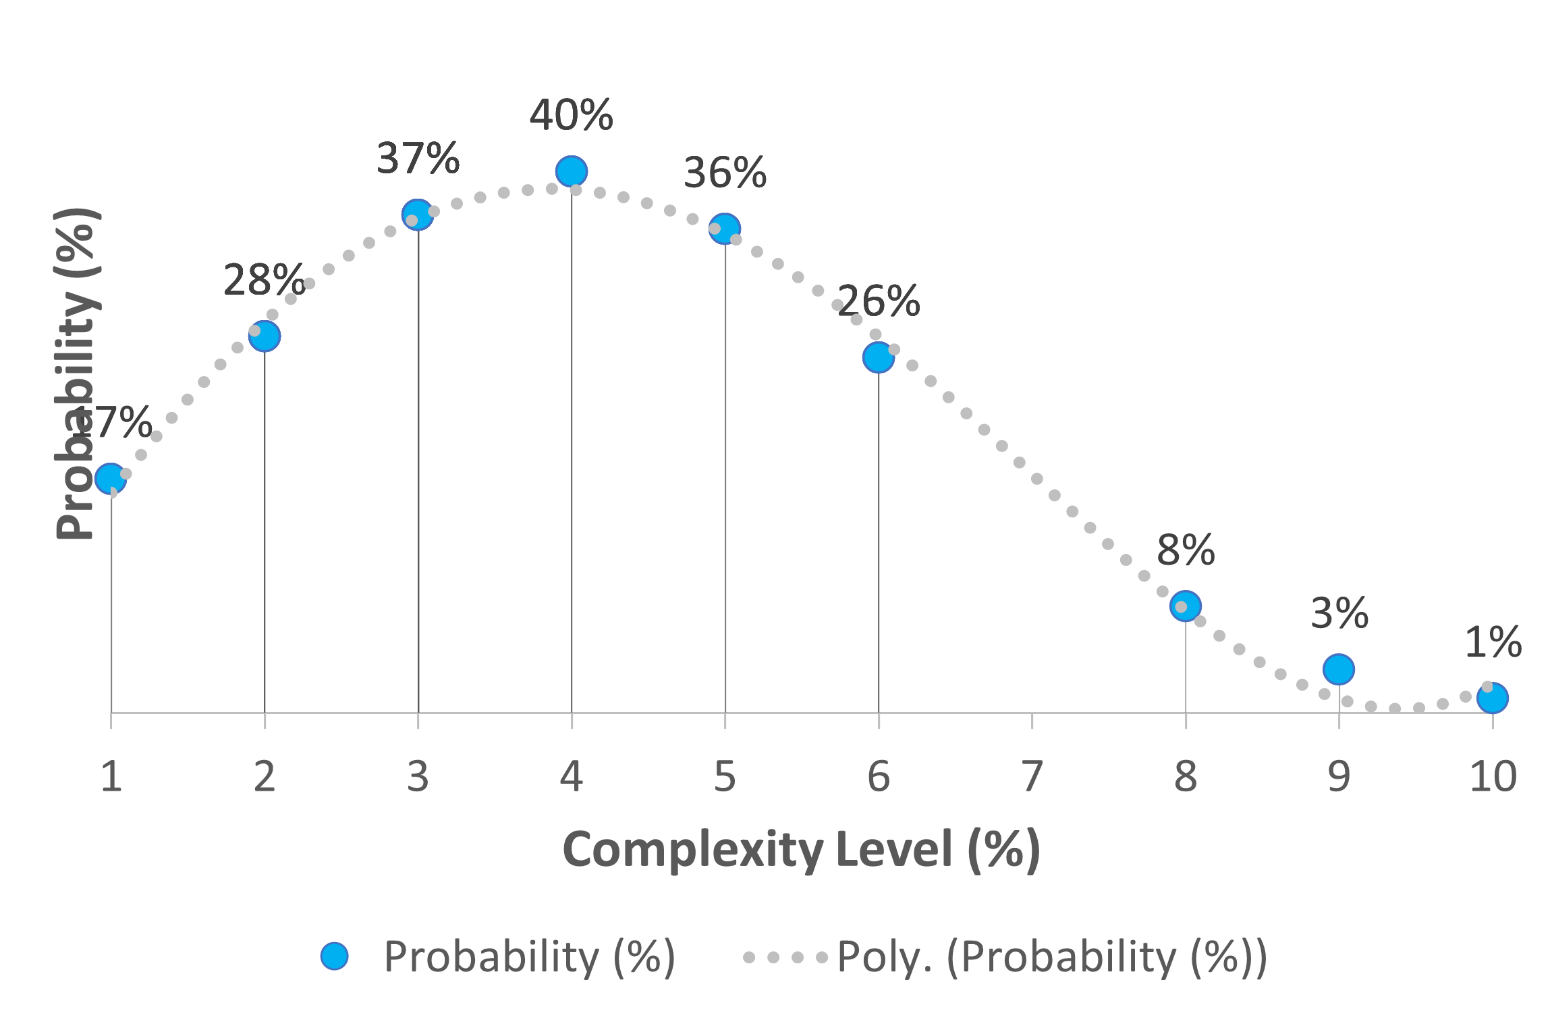 40%
37%
36%
28%
26%
7%
8%
3%
1%
Probability (%)
1 2 3 4 5 6 7 8 9 10
Complexity Level (%)
Probability (%) Poly. (Probability (%))